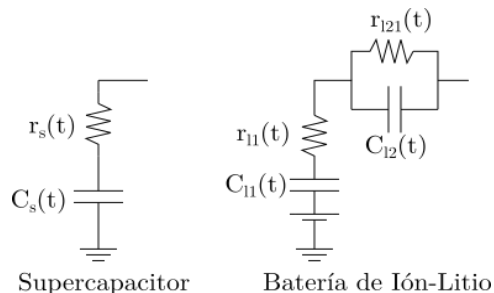 r_l21(t)
r_s(t)
r_l1(t)
C_l2(t)
C_s(t)
C_l1(t)
Supercapacitor
Batería de Ión-Litio